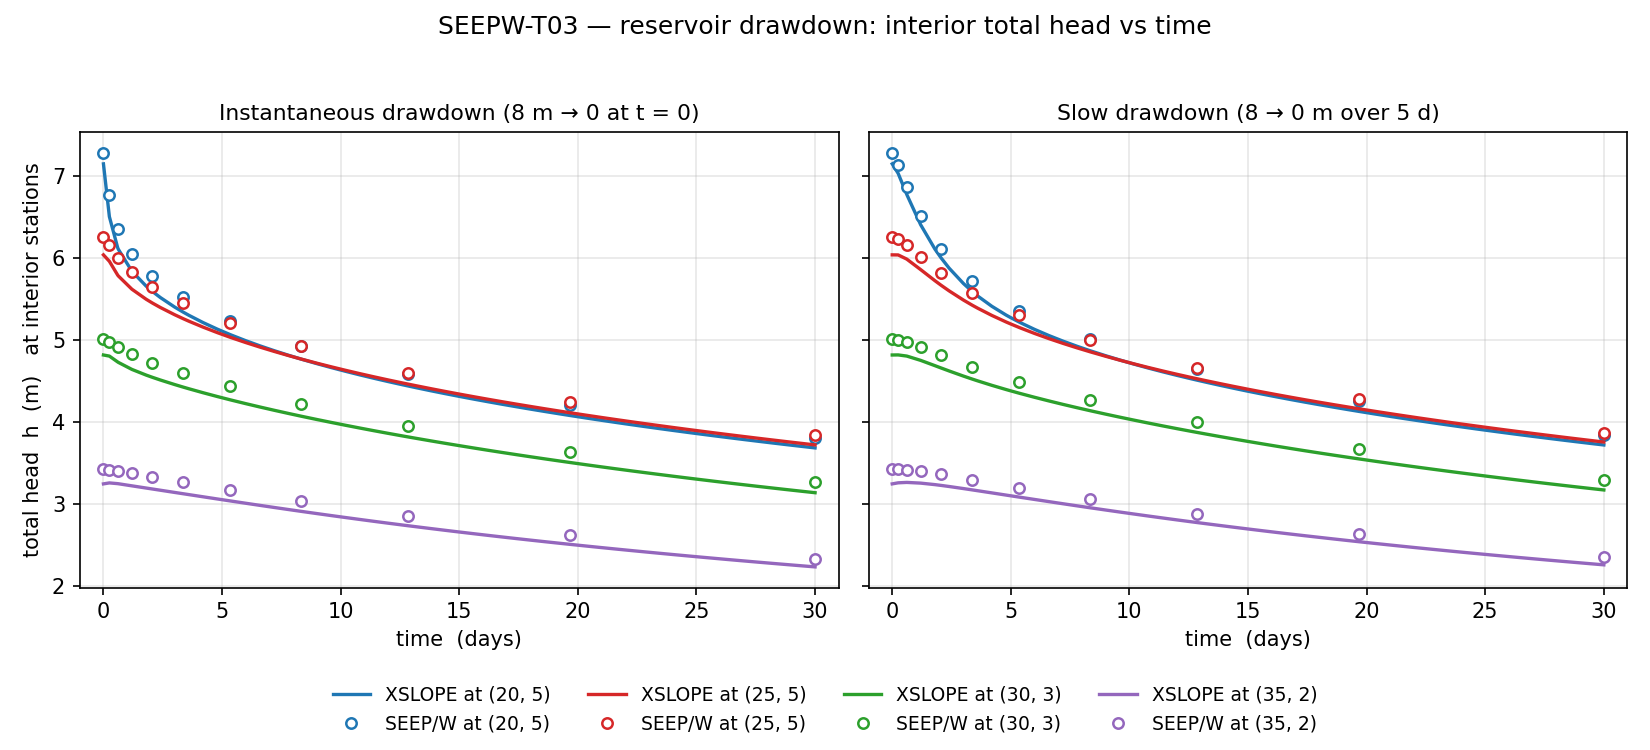 SEEPW-T03 — reservoir drawdown: interior total head vs time
Instantaneous drawdown (8 m → 0 at t = 0)
Slow drawdown (8 → 0 m over 5 d)
total head  h  (m)   at interior stations
7
6
5
4
3
2
0 5 10 15 20 25 30
0 5 10 15 20 25 30
time  (days)
time  (days)
XSLOPE at (20, 5) XSLOPE at (25, 5) XSLOPE at (30, 3) XSLOPE at (35, 2)
SEEP/W at (20, 5) SEEP/W at (25, 5) SEEP/W at (30, 3) SEEP/W at (35, 2)